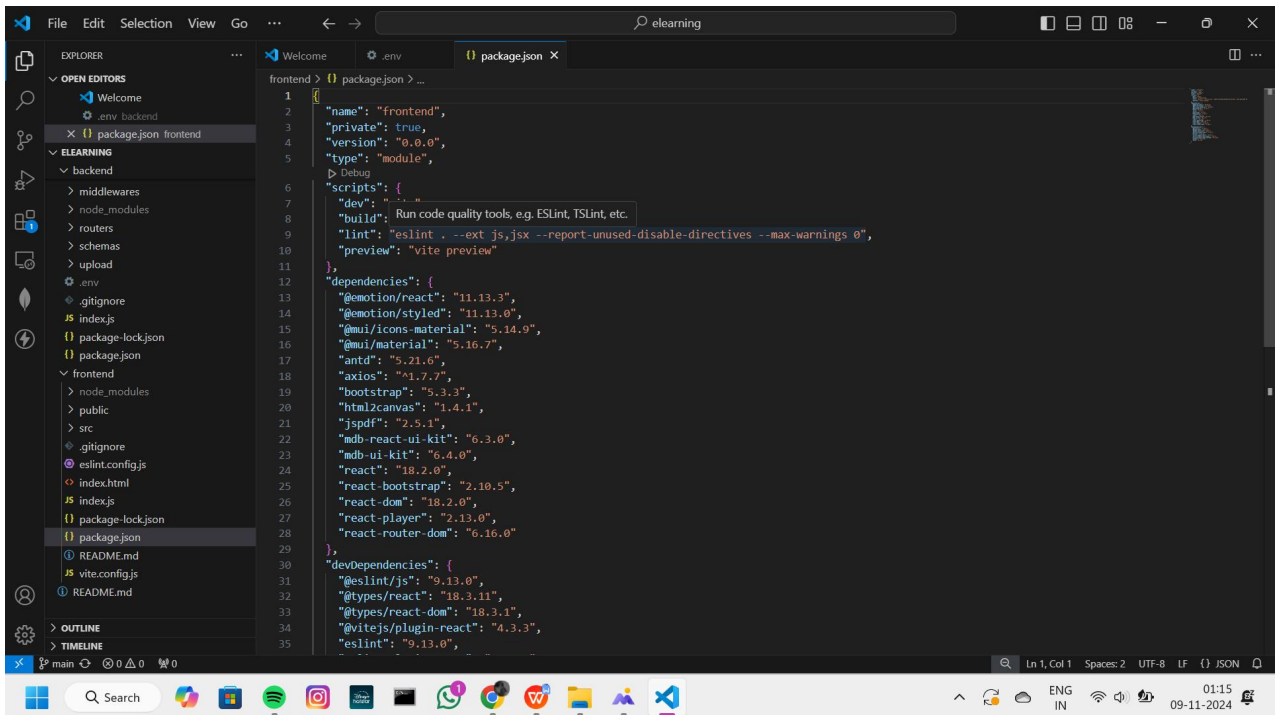 File Edit Selection View Go ··· elearning
EXPLORER ···
OPEN EDITORS
Welcome
.env backend
{} package.json frontend
ELEARNING
backend
middlewares
node_modules
routers
schemas
upload
.env
.gitignore
JS index.js
{} package-lock.json
{} package.json
frontend
node_modules
public
src
.gitignore
eslint.config.js
<> index.html
JS index.js
{} package-lock.json
{} package.json
README.md
JS vite.config.js
README.md
OUTLINE
TIMELINE
Welcome .env {} package.json
frontend > {} package.json > ...
1 {
2 "name": "frontend",
3 "private": true,
4 "version": "0.0.0",
5 "type": "module",
Debug
6 "scripts": {
7 "dev":
Run code quality tools, e.g. ESLint, TSLint, etc.
8 "build":
9 "lint": "eslint . --ext js,jsx --report-unused-disable-directives --max-warnings 0",
10 "preview": "vite preview"
11 },
12 "dependencies": {
13 "@emotion/react": "11.13.3",
14 "@emotion/styled": "11.13.0",
15 "@mui/icons-material": "5.14.9",
16 "@mui/material": "5.16.7",
17 "antd": "5.21.6",
18 "axios": "^1.7.7",
19 "bootstrap": "5.3.3",
20 "html2canvas": "1.4.1",
21 "jspdf": "2.5.1",
22 "mdb-react-ui-kit": "6.3.0",
23 "mdb-ui-kit": "6.4.0",
24 "react": "18.2.0",
25 "react-bootstrap": "2.10.5",
26 "react-dom": "18.2.0",
27 "react-player": "2.13.0",
28 "react-router-dom": "6.16.0"
29 },
30 "devDependencies": {
31 "@eslint/js": "9.13.0",
32 "@types/react": "18.3.11",
33 "@types/react-dom": "18.3.1",
34 "@vitejs/plugin-react": "4.3.3",
35 "eslint": "9.13.0",
main 0 0 0 Ln 1, Col 1 Spaces: 2 UTF-8 LF {} JSON
Search ENG IN 01:15 09-11-2024